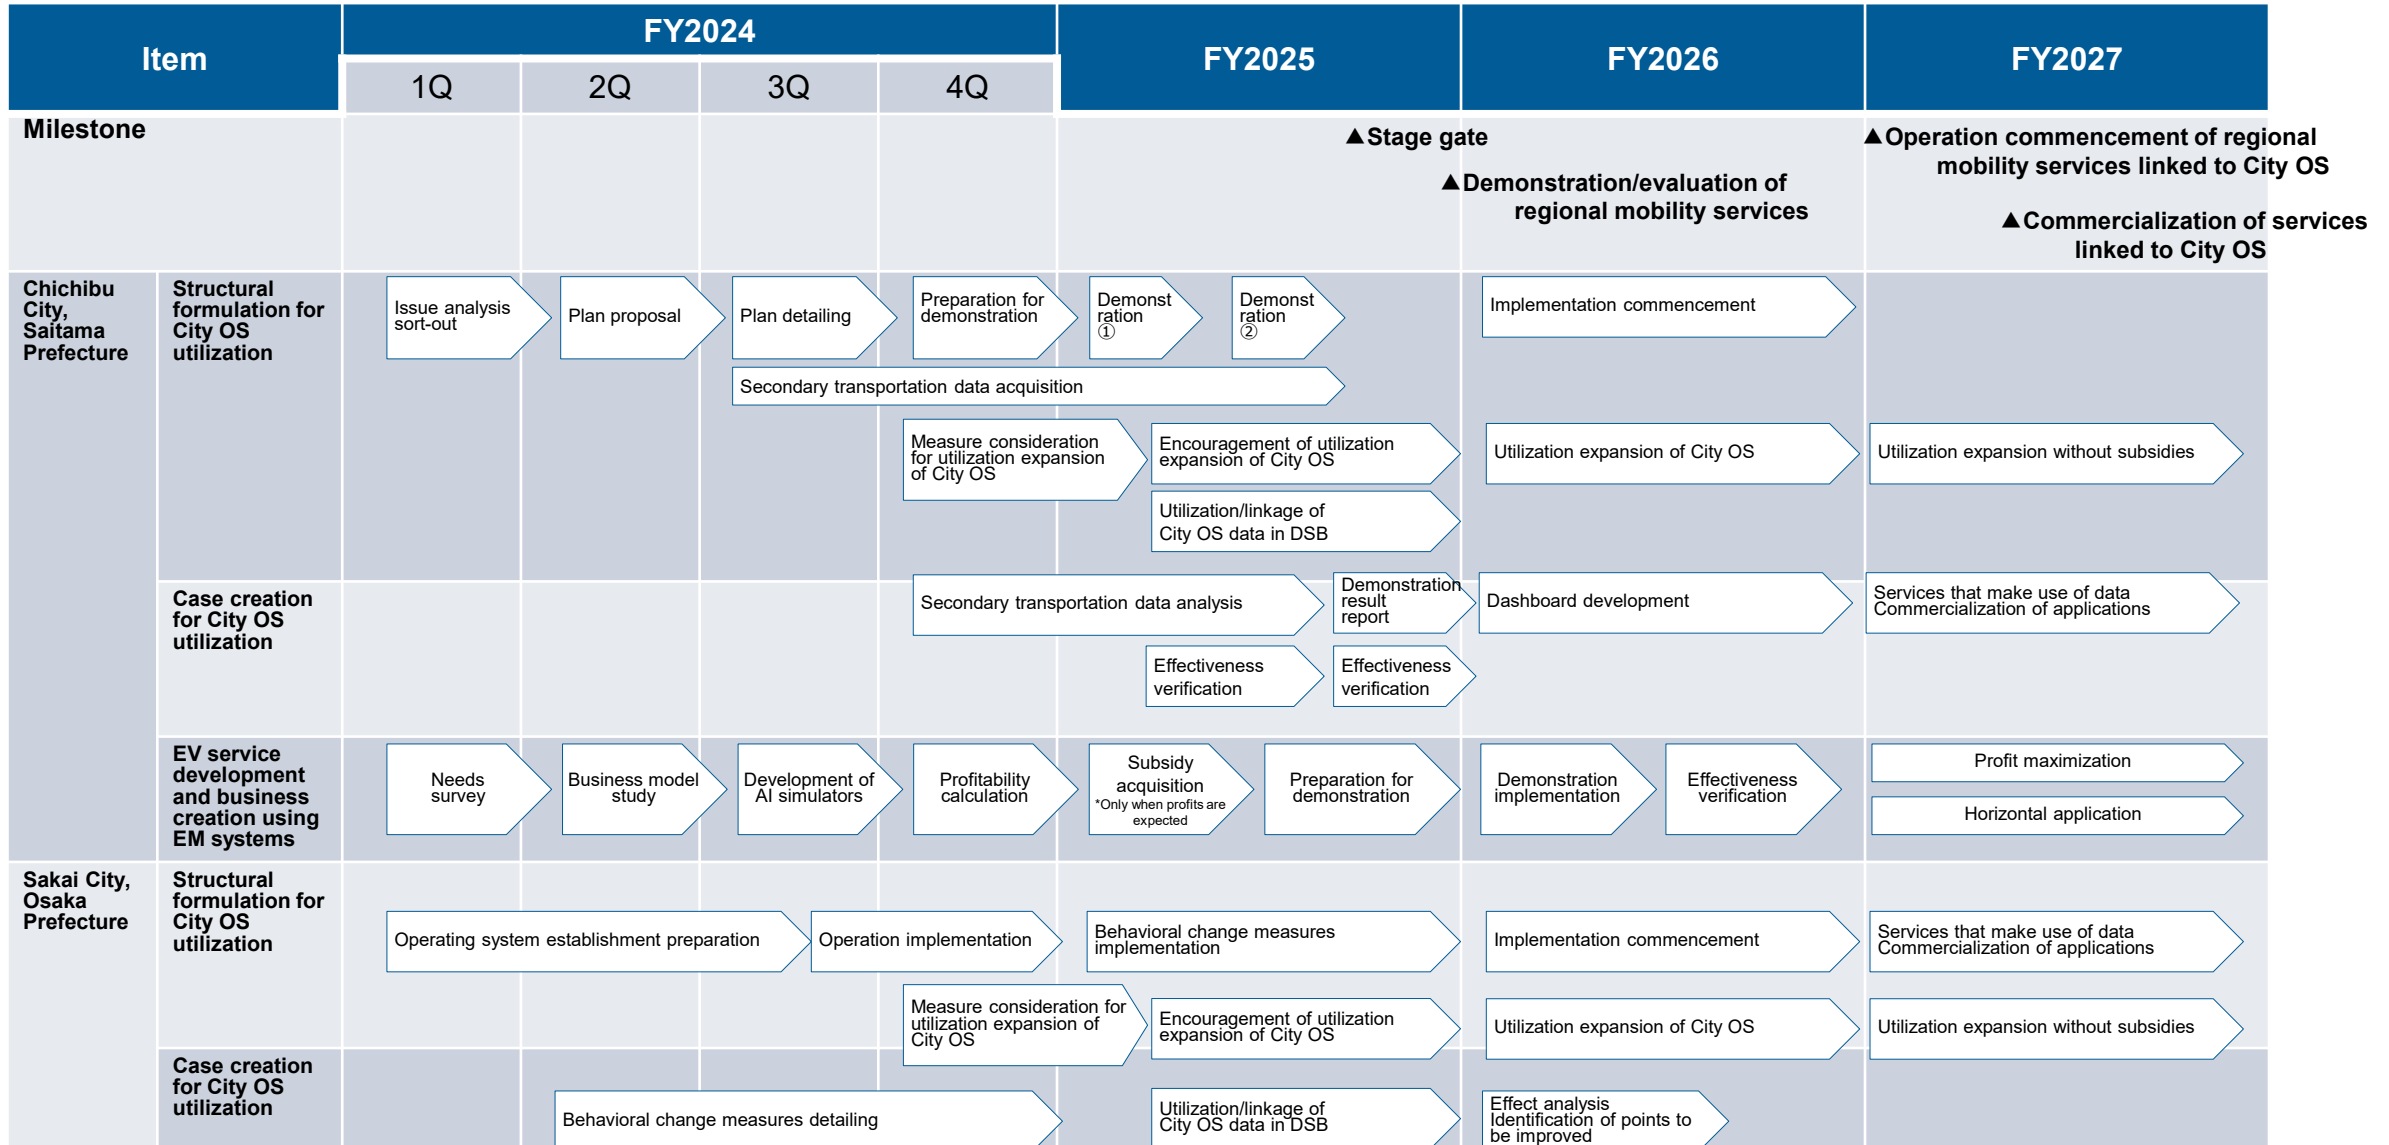 Item
FY2024
FY2025
FY2026
FY2027
1Q
2Q
3Q
4Q
Milestone
▲Stage gate
▲Demonstration/evaluation of
regional mobility services
▲Operation commencement of regional
mobility services linked to City OS
▲Commercialization of services
linked to City OS
Chichibu
City,
Saitama
Prefecture
Structural
formulation for
City OS
utilization
Issue analysis
sort-out
Plan proposal
Plan detailing
Preparation for
demonstration
Demonst
ration
①
Demonst
ration
②
Implementation commencement
Secondary transportation data acquisition
Measure consideration
for utilization expansion
of City OS
Encouragement of utilization
expansion of City OS
Utilization expansion of City OS
Utilization expansion without subsidies
Utilization/linkage of
City OS data in DSB
Case creation
for City OS
utilization
Secondary transportation data analysis
Demonstration
result
report
Dashboard development
Services that make use of data
Commercialization of applications
Effectiveness
verification
Effectiveness
verification
EV service
development
and business
creation using
EM systems
Needs
survey
Business model
study
Development of
AI simulators
Profitability
calculation
Subsidy
acquisition
*Only when profits are
expected
Preparation for
demonstration
Demonstration
implementation
Effectiveness
verification
Profit maximization
Horizontal application
Sakai City,
Osaka
Prefecture
Structural
formulation for
City OS
utilization
Operating system establishment preparation
Operation implementation
Behavioral change measures
implementation
Implementation commencement
Services that make use of data
Commercialization of applications
Measure consideration for
utilization expansion of
City OS
Encouragement of utilization
expansion of City OS
Utilization expansion of City OS
Utilization expansion without subsidies
Case creation
for City OS
utilization
Behavioral change measures detailing
Utilization/linkage of
City OS data in DSB
Effect analysis
Identification of points to
be improved